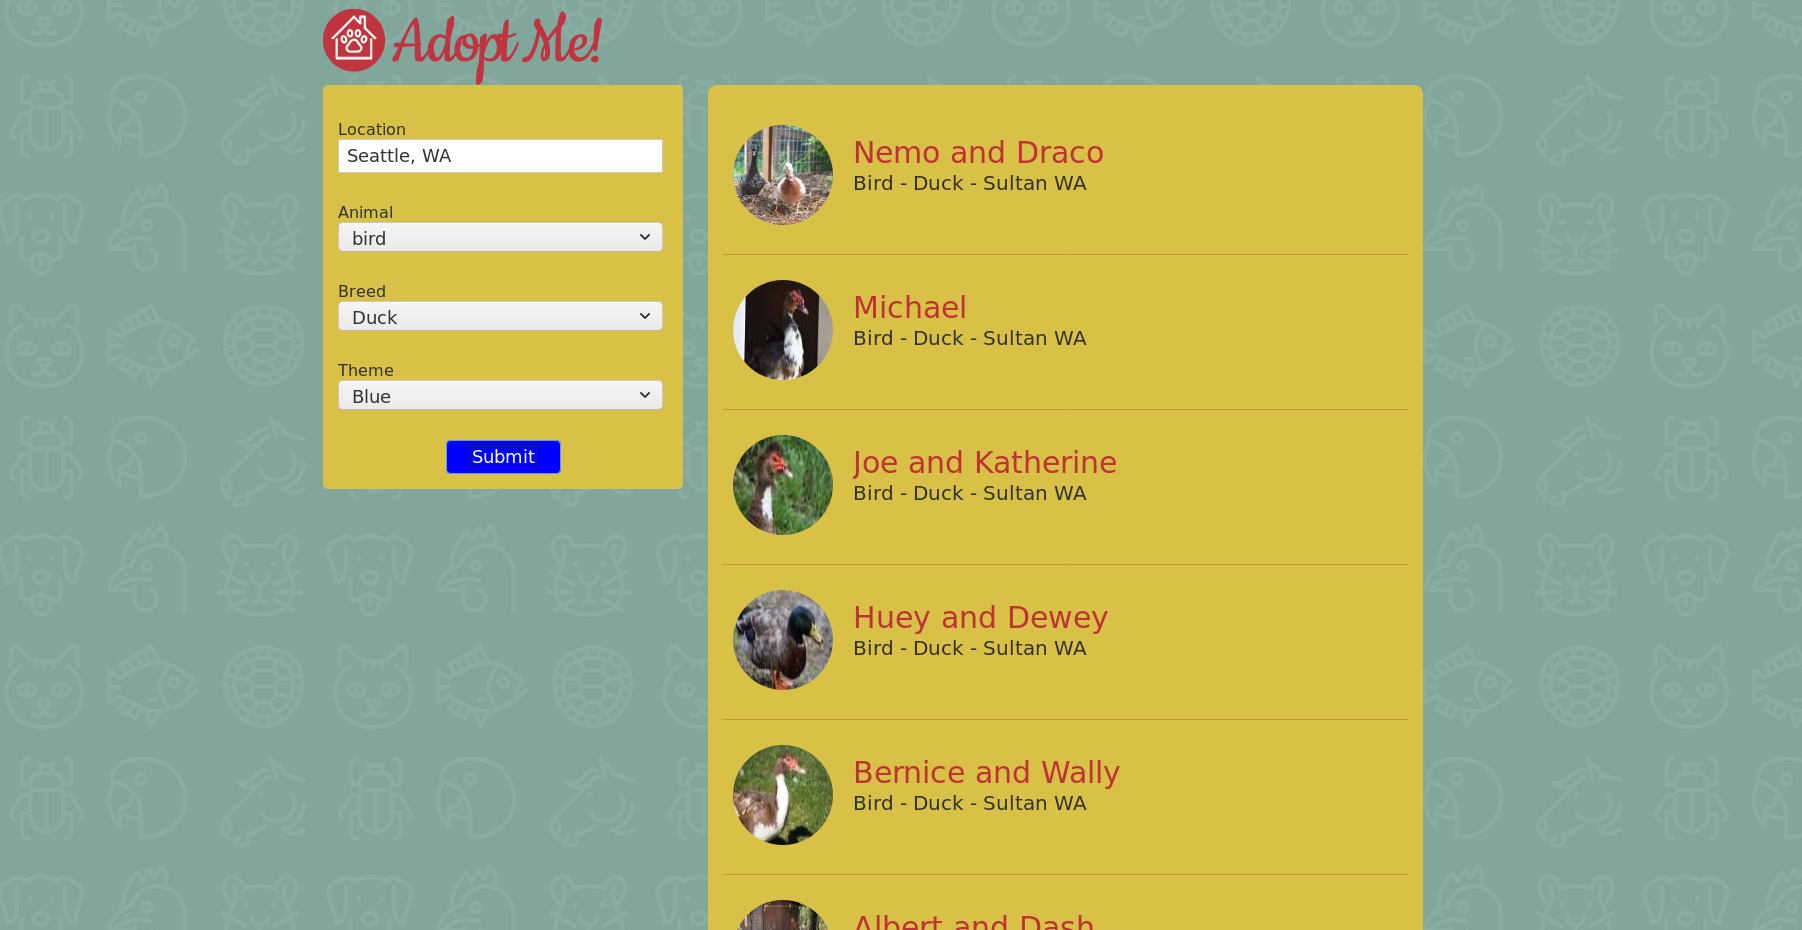 Adopt Me!
Location
Seattle, WA
Animal
bird
Breed
Duck
Theme
Blue
Submit
Nemo and Draco
Bird - Duck - Sultan WA
Michael
Bird - Duck - Sultan WA
Joe and Katherine
Bird - Duck - Sultan WA
Huey and Dewey
Bird - Duck - Sultan WA
Bernice and Wally
Bird - Duck - Sultan WA
Albert and Dash